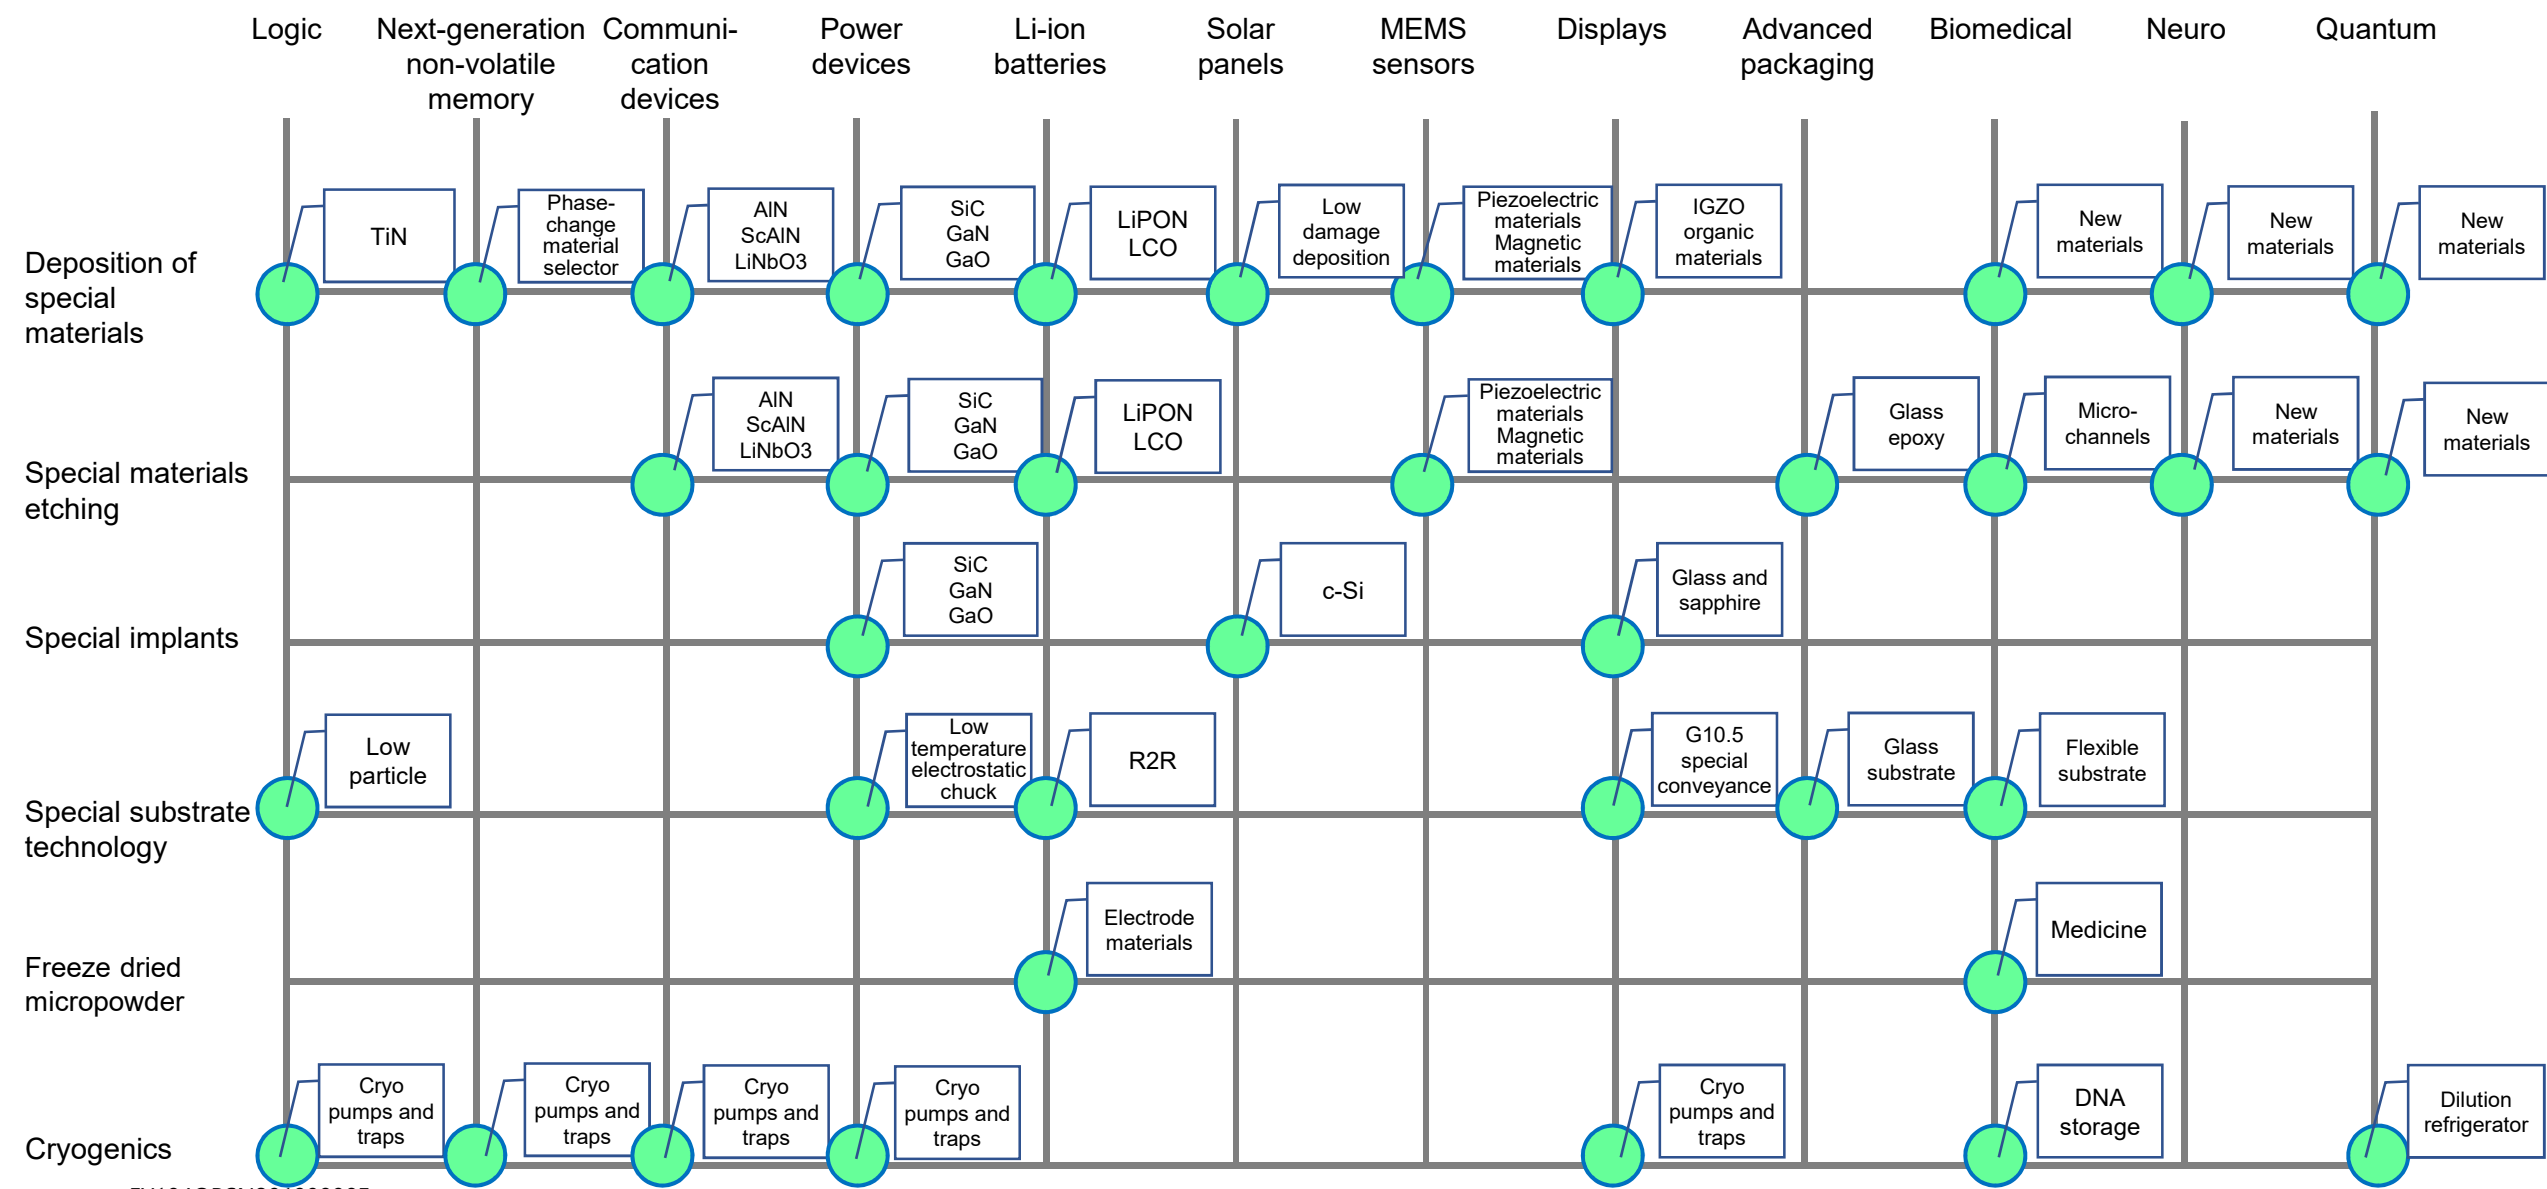 Logic
Next-generation
non-volatile
memory
Communi-
cation
devices
Power
devices
Li-ion
batteries
Solar
panels
MEMS
sensors
Displays
Advanced
packaging
Biomedical
Neuro
Quantum
Deposition of
special
materials
TiN
Phase-
change
material
selector
AlN
ScAlN
LiNbO3
SiC
GaN
GaO
LiPON
LCO
Low
damage
deposition
Piezoelectric
materials
Magnetic
materials
IGZO
organic
materials
New
materials
New
materials
New
materials
Special materials
etching
AlN
ScAlN
LiNbO3
SiC
GaN
GaO
LiPON
LCO
Piezoelectric
materials
Magnetic
materials
Glass
epoxy
Micro-
channels
New
materials
New
materials
Special implants
SiC
GaN
GaO
c-Si
Glass and
sapphire
Special substrate
technology
Low
particle
Low
temperature
electrostatic
chuck
R2R
G10.5
special
conveyance
Glass
substrate
Flexible
substrate
Freeze dried
micropowder
Electrode
materials
Medicine
Cryogenics
Cryo
pumps and
traps
Cryo
pumps and
traps
Cryo
pumps and
traps
Cryo
pumps and
traps
Cryo
pumps and
traps
DNA
storage
Dilution
refrigerator